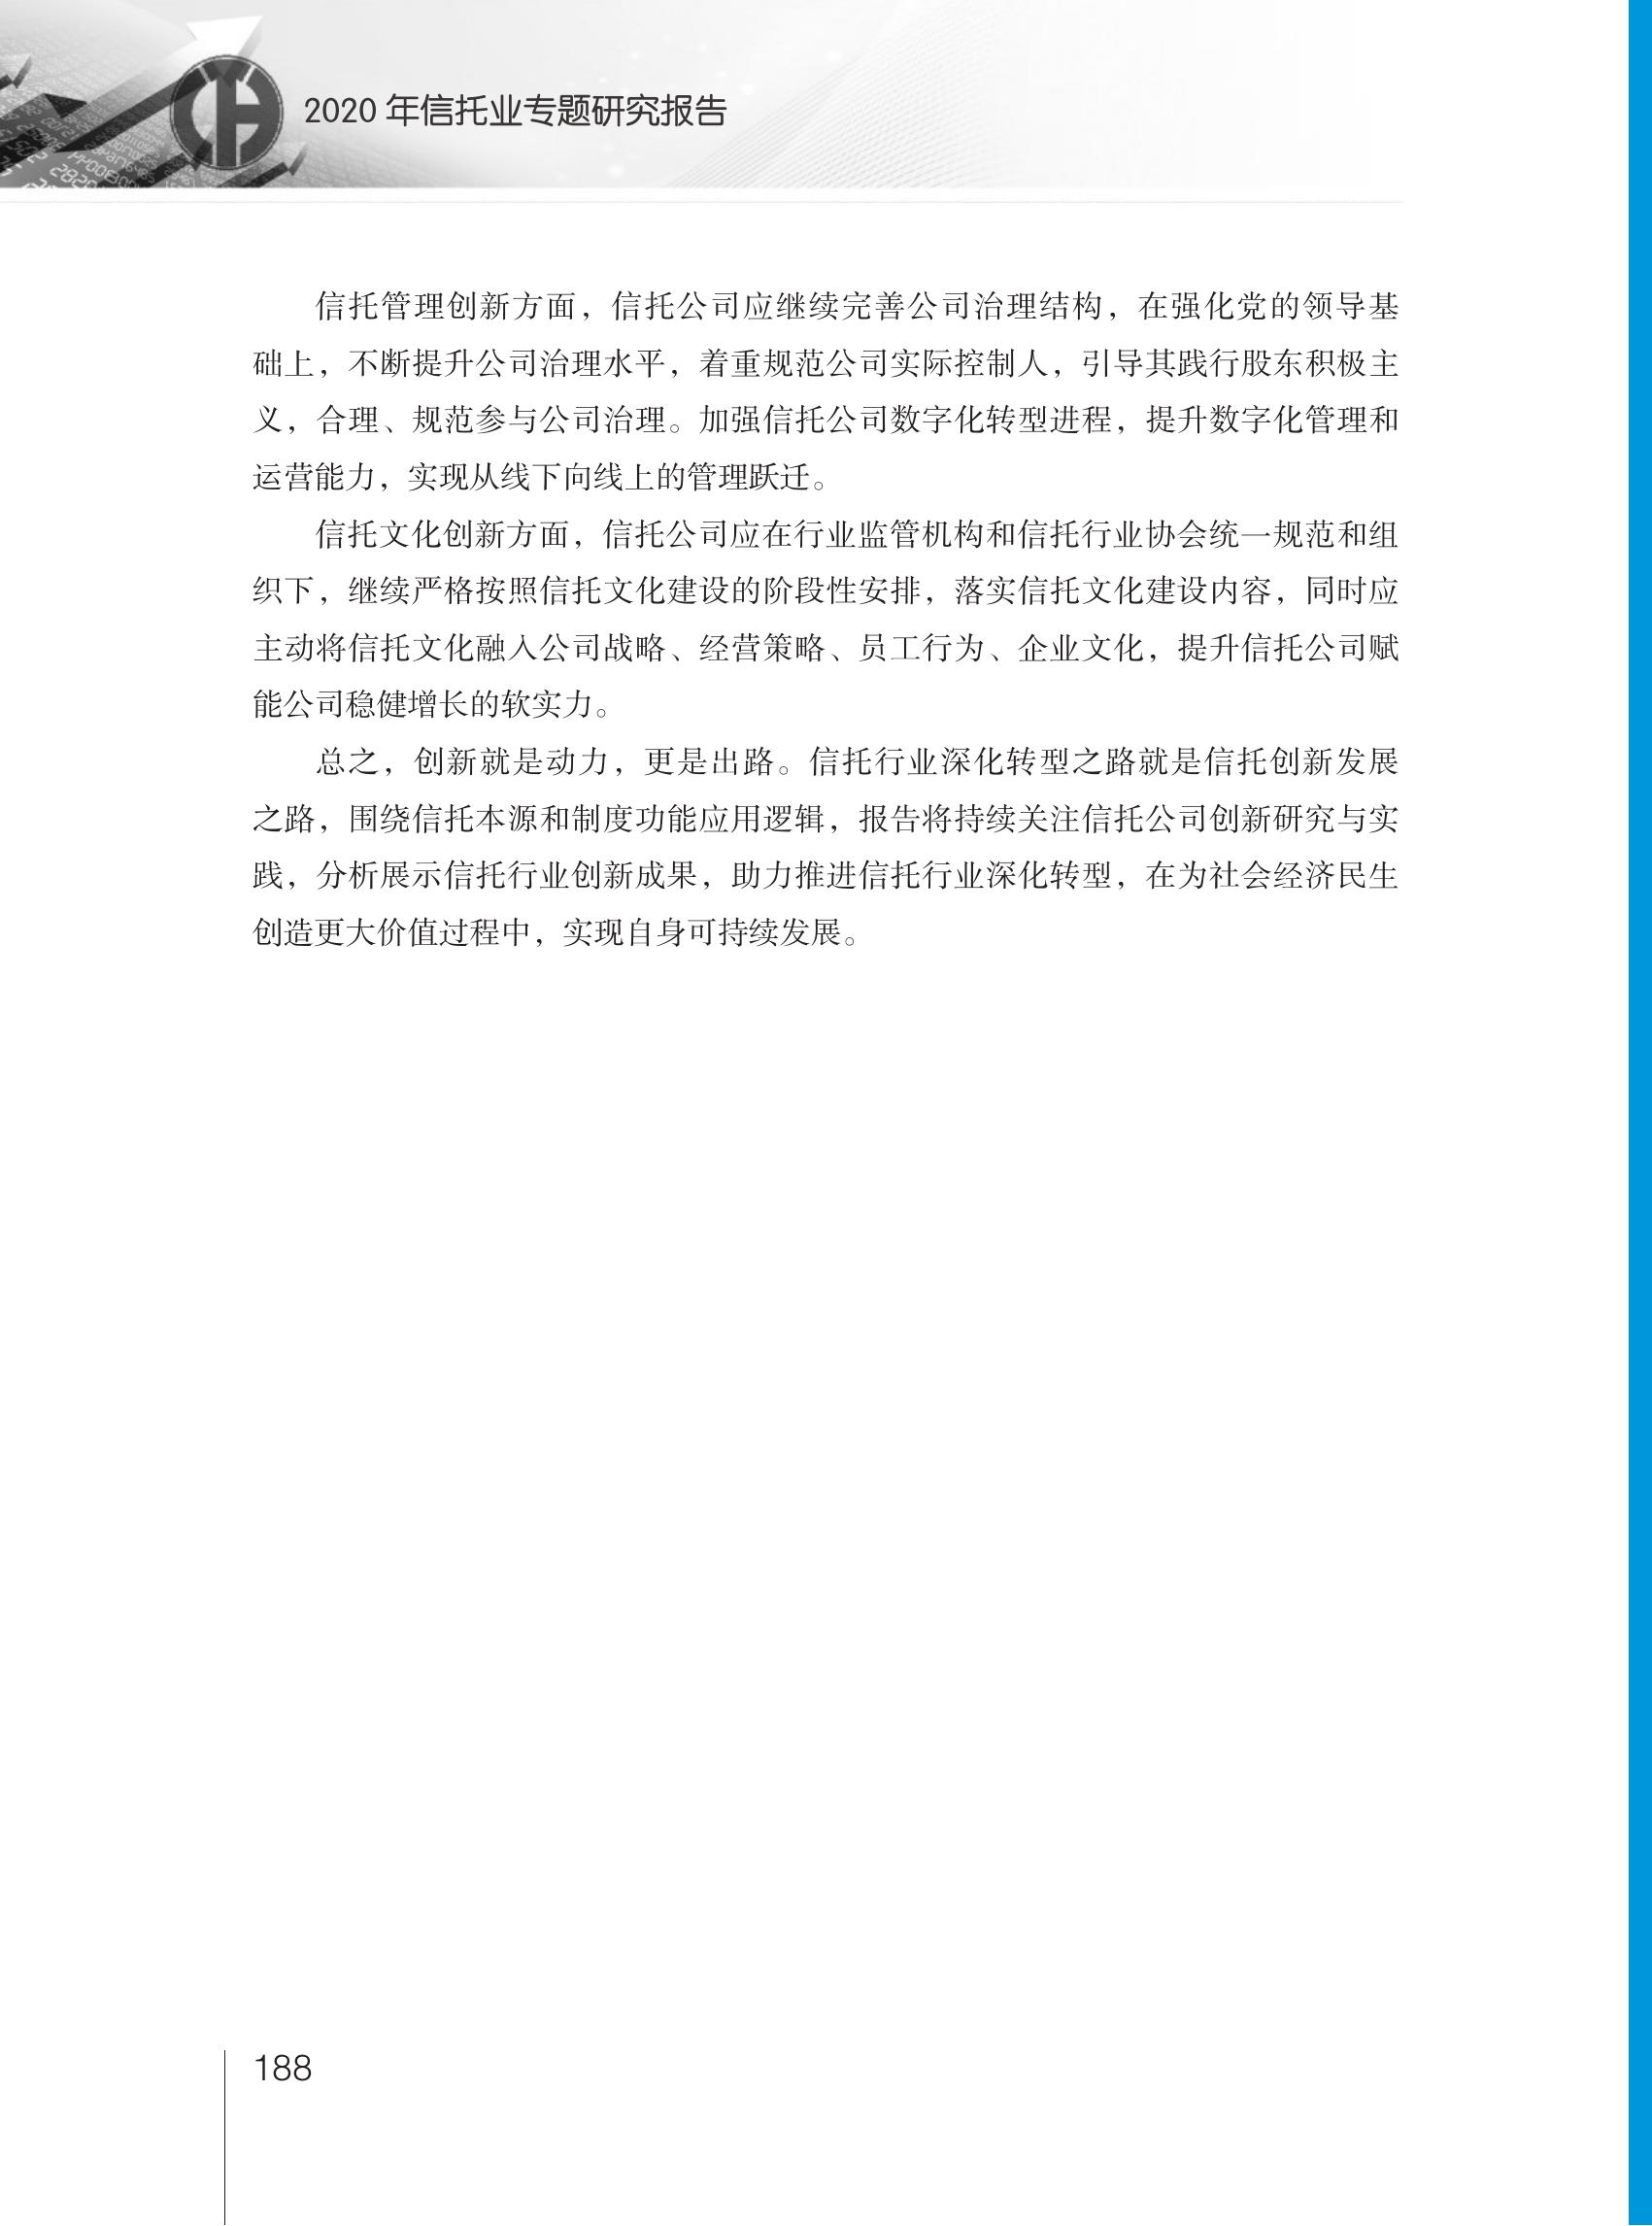 2020 年信托业专题研究报告
信托管理创新方面，信托公司应继续完善公司治理结构，在强化党的领导基
础上，不断提升公司治理水平，着重规范公司实际控制人，引导其践行股东积极主
义，合理、规范参与公司治理。加强信托公司数字化转型进程，提升数字化管理和
运营能力，实现从线下向线上的管理跃迁。
信托文化创新方面，信托公司应在行业监管机构和信托行业协会统一规范和组
织下，继续严格按照信托文化建设的阶段性安排，落实信托文化建设内容，同时应
主动将信托文化融入公司战略、经营策略、员工行为、企业文化，提升信托公司赋
能公司稳健增长的软实力。
总之，创新就是动力，更是出路。信托行业深化转型之路就是信托创新发展
之路，围绕信托本源和制度功能应用逻辑，报告将持续关注信托公司创新研究与实
践，分析展示信托行业创新成果，助力推进信托行业深化转型，在为社会经济民生
创造更大价值过程中，实现自身可持续发展。
188